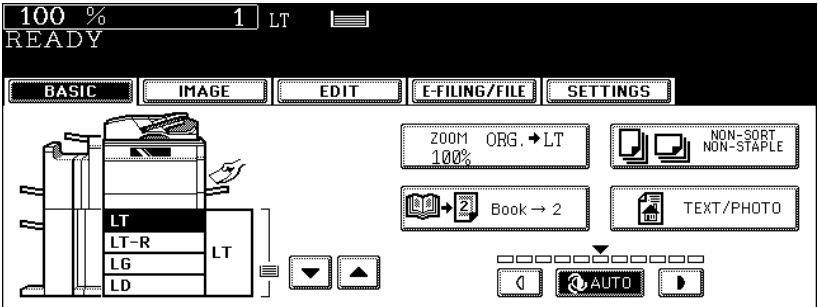 100 % 1 LT
READY
BASIC IMAGE EDIT E-FILING/FILE SETTINGS
ZOOM ORG.➜LT
100%
NON-SORT
NON-STAPLE
2 Book → 2
TEXT/PHOTO
LT
LT-R
LG
LD
LT
AUTO